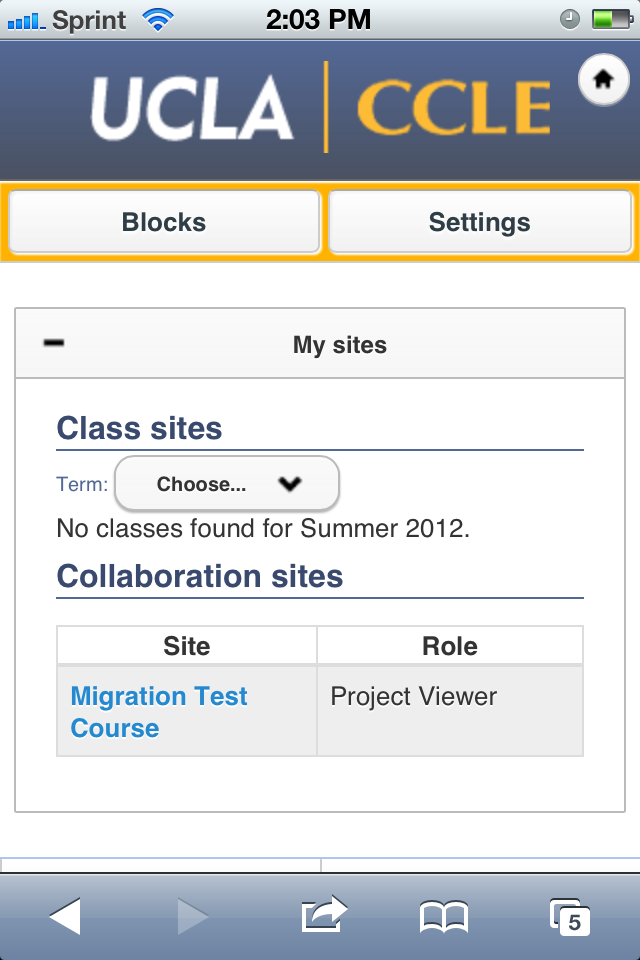 Sprint 2:03 PM
UCLA | CCLE
Blocks Settings
My sites
Class sites
Term: Choose...
No classes found for Summer 2012.
Collaboration sites
Site Role
Migration Test Project Viewer
Course
5